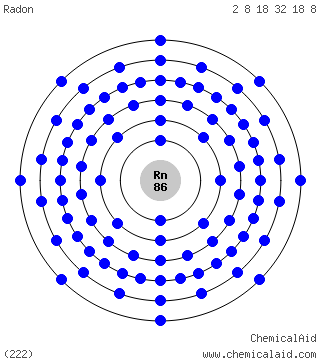 Radon
2 8 18 32 18 8
Rn
86
(222)
ChemicalAid
www.chemicalaid.com